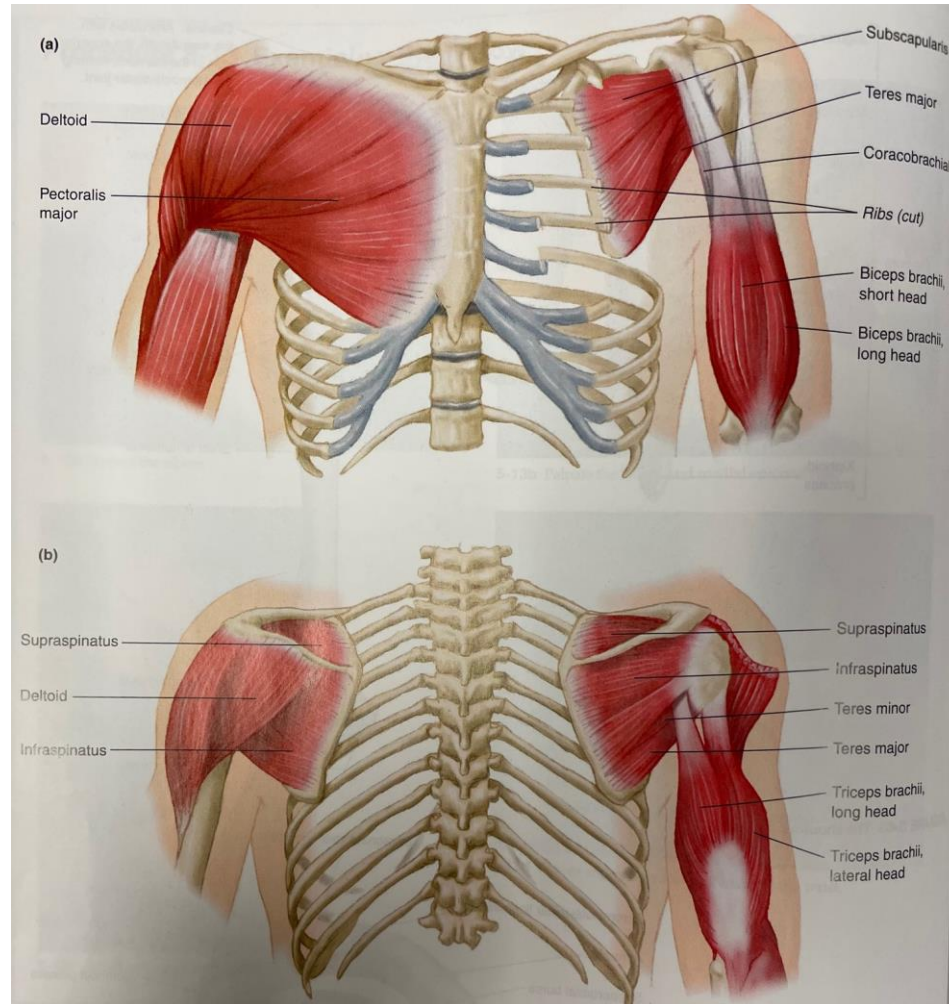 (a)
Deltoid
Pectoralis
major
Subscapularis
Teres major
Coracobrachial
Ribs (cut)
Biceps brachii,
short head
Biceps brachii,
long head
(b)
Supraspinatus
Deltoid
Infraspinatus
Supraspinatus
Infraspinatus
Teres minor
Teres major
Triceps brachii,
long head
Triceps brachii,
lateral head